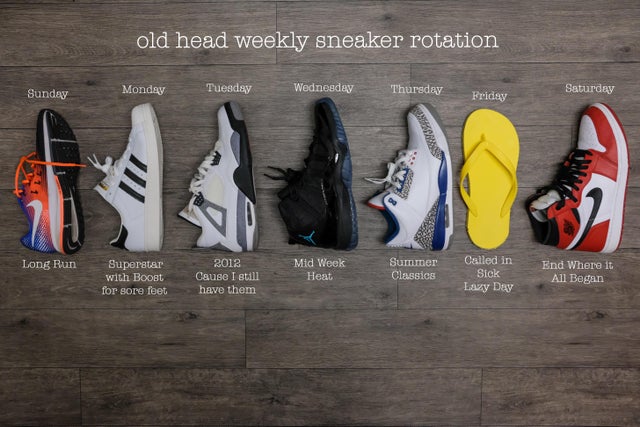 old head weekly sneaker rotation
Sunday
Long Run
Monday
Superstar
with Boost
for sore feet
Tuesday
2012
Cause I still
have them
Wednesday
Mid Week
Heat
Thursday
Summer
Classics
Friday
Called in
Sick
Lazy Day
Saturday
End Where it
All Began